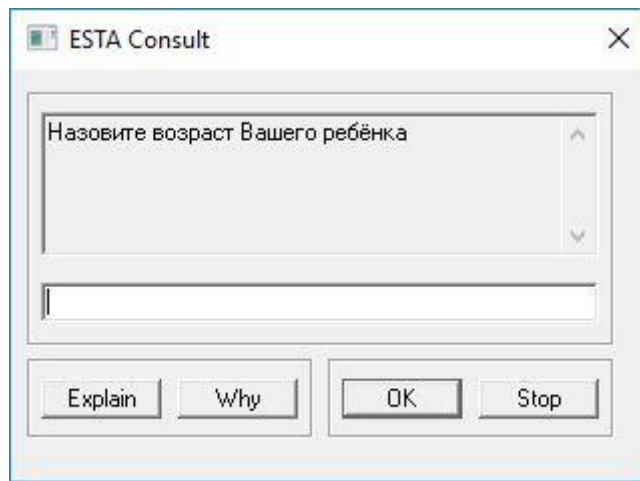 ESTA Consult
Назовите возраст Вашего ребёнка
Explain
Why
OK
Stop